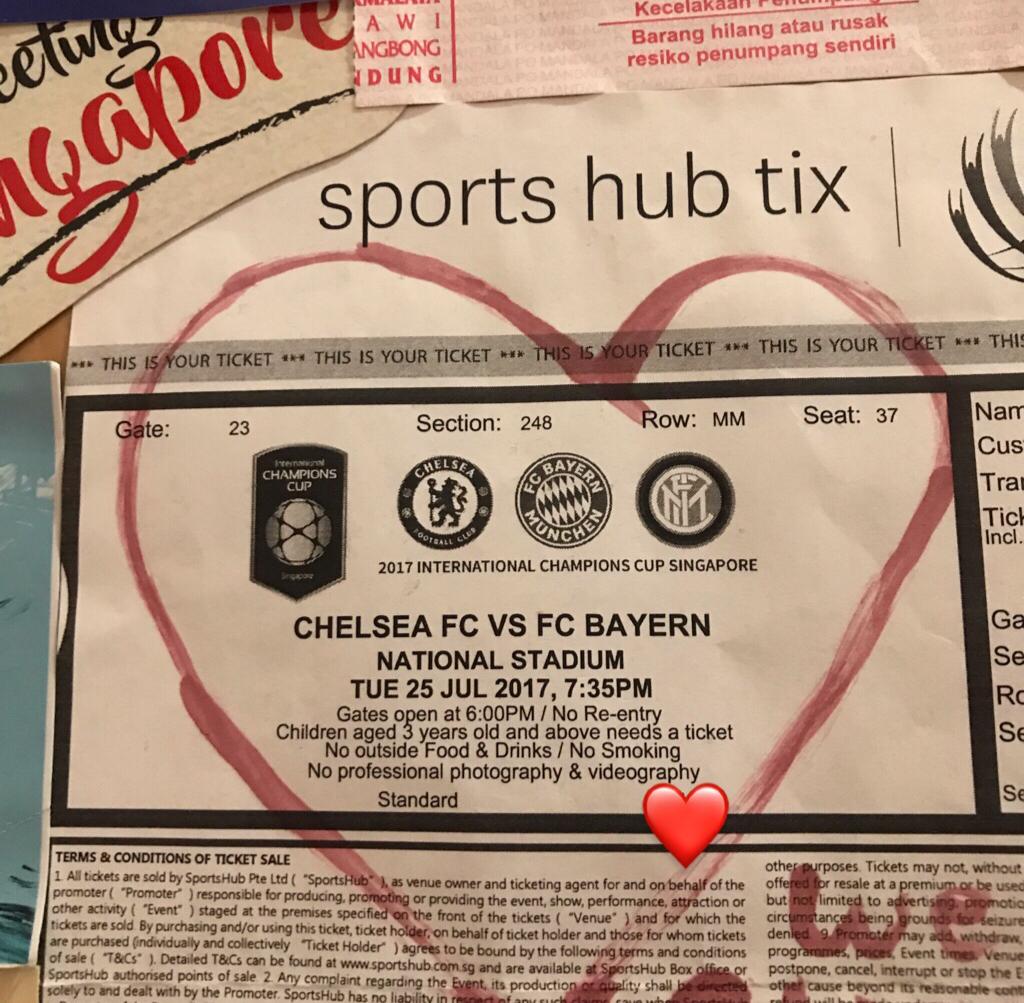 eetings
ngapore
A W I
ANGBONG
NDUNG
Kecelakaan Penumpang
Barang hilang atau rusak
resiko penumpang sendiri
sports hub tix
*** THIS IS YOUR TICKET *** THIS IS YOUR TICKET *** THIS IS YOUR TICKET *** THIS IS YOUR TICKET *** THIS
Gate: 23 Section: 248 Row: MM Seat: 37
International
CHAMPIONS
CUP
Singapore
CHELSEA
FOOTBALL CLUB
FC BAYERN
MÜNCHEN
2017 INTERNATIONAL CHAMPIONS CUP SINGAPORE
CHELSEA FC VS FC BAYERN
NATIONAL STADIUM
TUE 25 JUL 2017, 7:35PM
Gates open at 6:00PM / No Re-entry
Children aged 3 years old and above needs a ticket
No outside Food & Drinks / No Smoking
No professional photography & videography
Standard
Nam
Cus
Tra
Tick
Incl.
Ga
Se
Ro
Se
Se
TERMS & CONDITIONS OF TICKET SALE
1. All tickets are sold by SportsHub Pte Ltd ( "SportsHub" ), as venue owner and ticketing agent for and on behalf of the
promoter ( "Promoter" ) responsible for producing, promoting or providing the event, show, performance, attraction or
other activity ( "Event" ) staged at the premises specified on the front of the tickets ( "Venue" ) and for which the
tickets are sold. By purchasing and/or using this ticket, ticket holder, on behalf of ticket holder and those for whom tickets
are purchased (individually and collectively "Ticket Holder" ) agrees to be bound by the following terms and conditions
of sale ( "T&Cs" ). Detailed T&Cs can be found at www.sportshub.com.sg and are available at SportsHub Box office or
SportsHub authorised points of sale. 2. Any complaint regarding the Event, its production or quality shall be directed
solely to and dealt with by the Promoter. SportsHub has no liability in respect of any such
other purposes. Tickets may not, without
offered for resale at a premium or be used
but not limited to advertising, promotio
circumstances being grounds for seizure
denied. 3. Promoter may add, withdraw,
programmes, prices, Event times, Venue
postpone, cancel, interrupt or stop the E
other cause beyond its reasonable cont